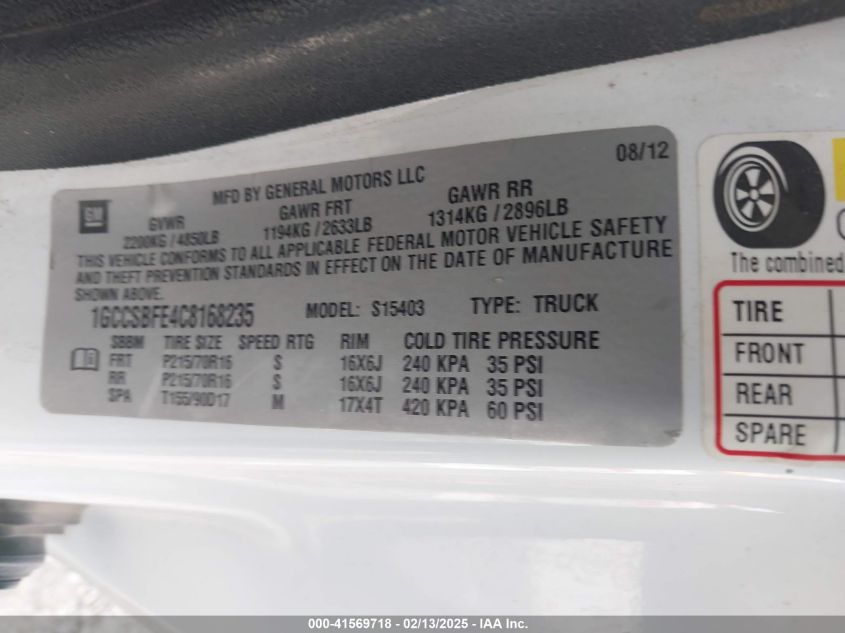 GM
MFD BY GENERAL MOTORS LLC
08/12
GVWR GAWR FRT GAWR RR
2200KG / 4850LB 1194KG / 2633LB 1314KG / 2896LB
THIS VEHICLE CONFORMS TO ALL APPLICABLE FEDERAL MOTOR VEHICLE SAFETY
AND THEFT PREVENTION STANDARDS IN EFFECT ON THE DATE OF MANUFACTURE
SHOWN ABOVE.
1GCCSBFE4C8168235 MODEL: S15403 TYPE: TRUCK
SBBM TIRE SIZE SPEED RTG RIM COLD TIRE PRESSURE
FRT P215/70R16 S 16X6J 240 KPA 35 PSI
RR P215/70R16 S 16X6J 240 KPA 35 PSI
SPA T155/90D17 M 17X4T 420 KPA 60 PSI
The combined
TIRE
FRONT
REAR
SPARE
000-41569718 - 02/13/2025 - IAA Inc.